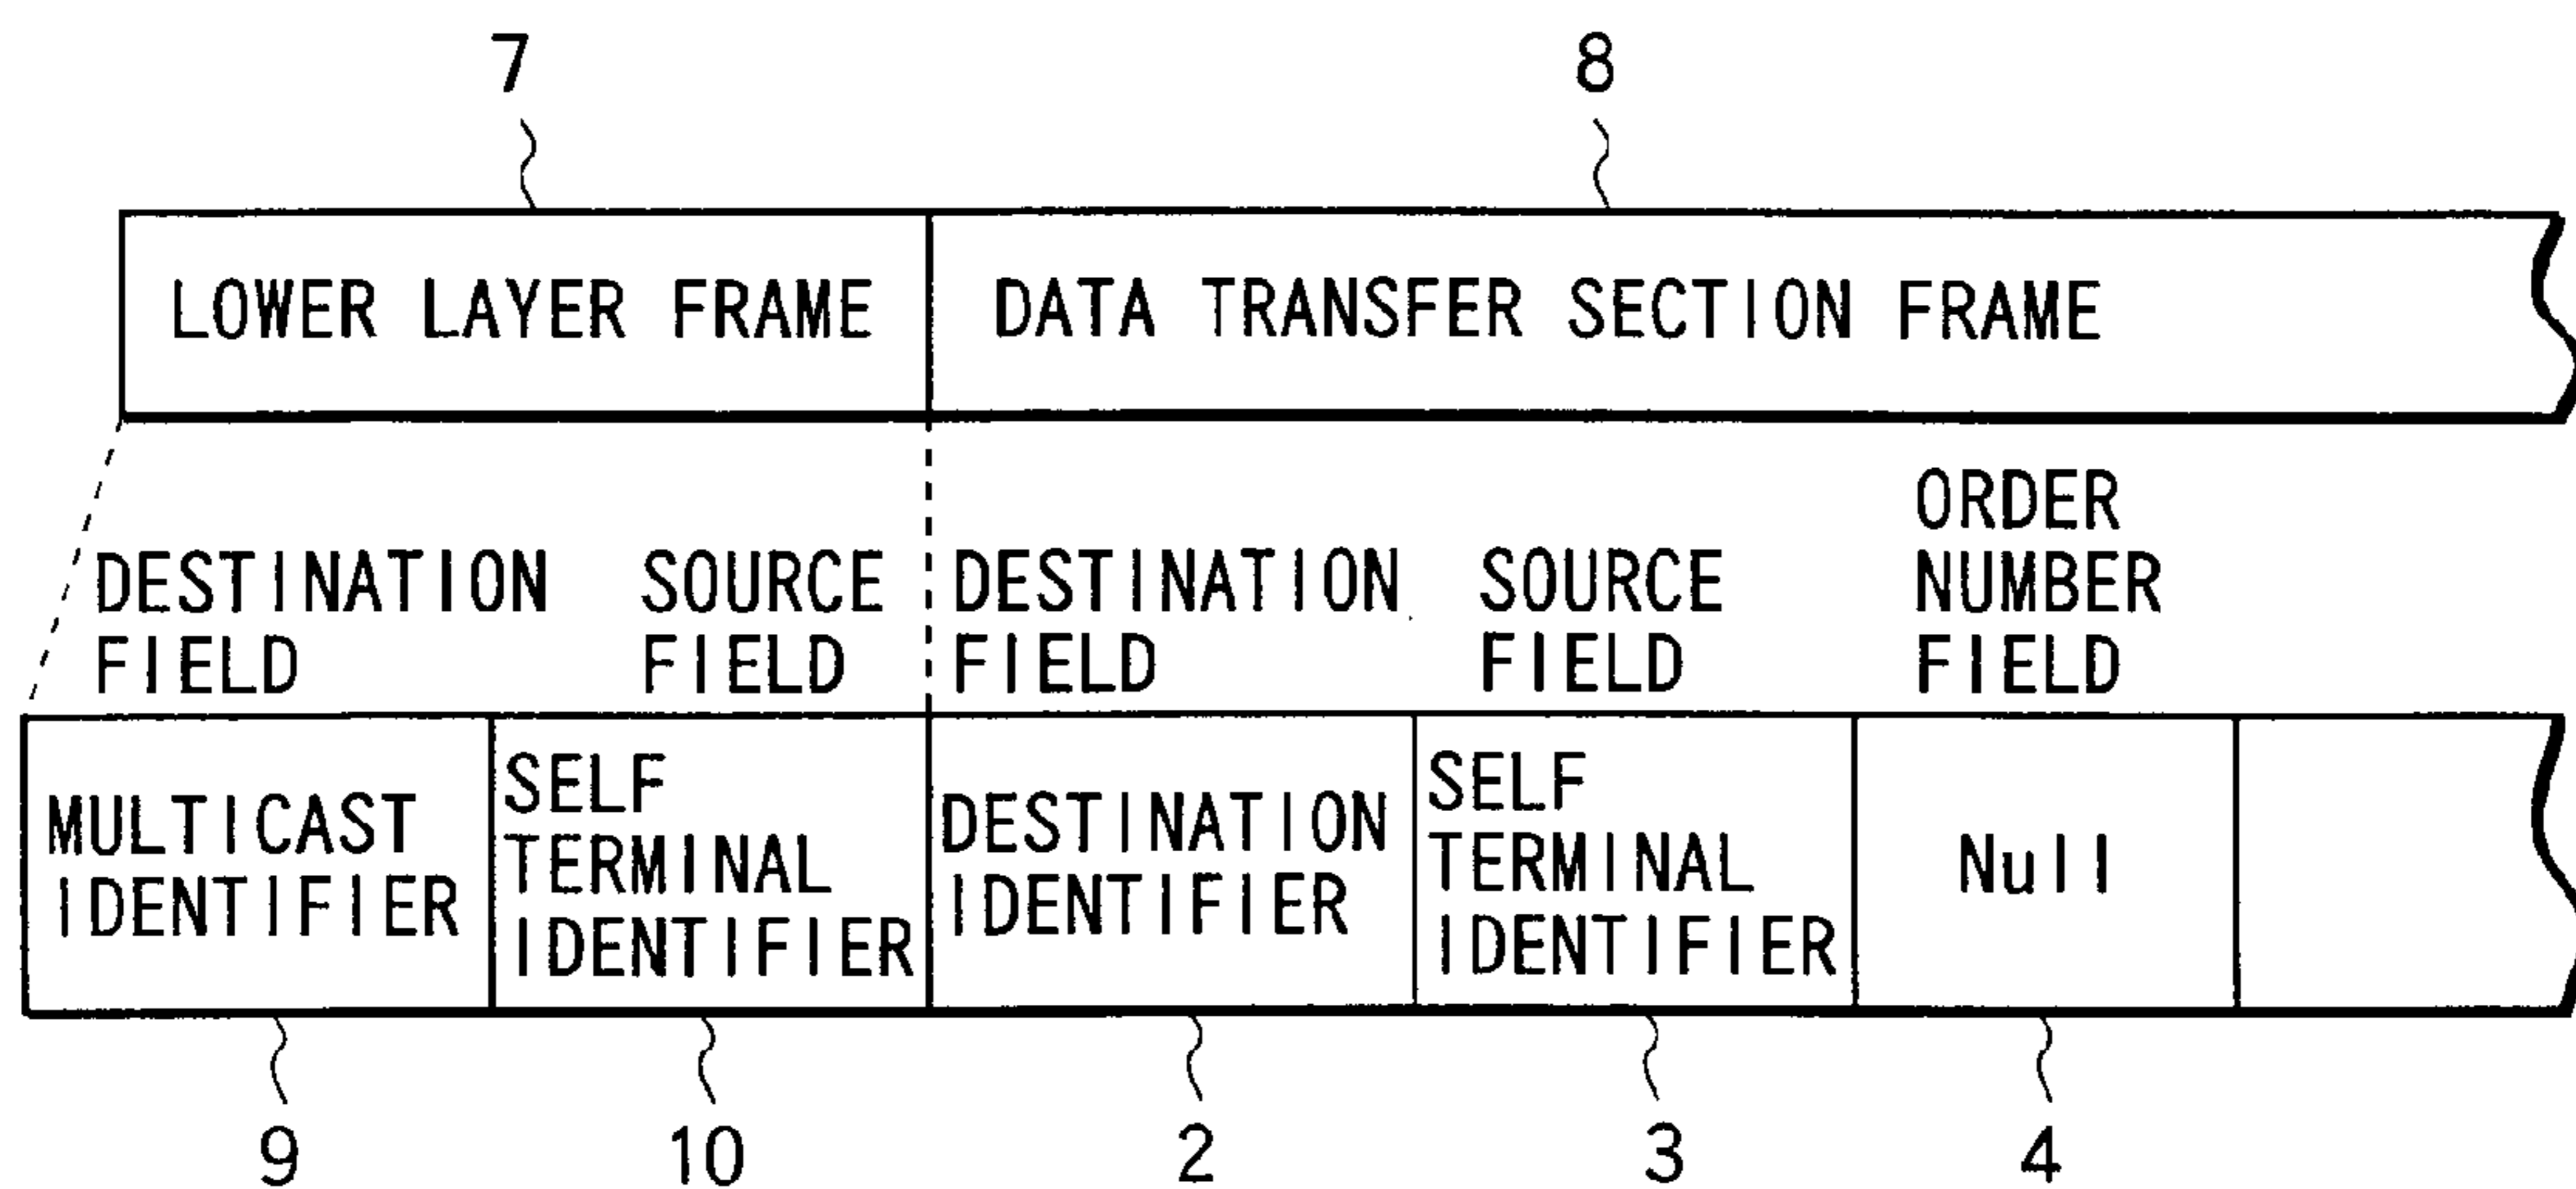 7 8
LOWER LAYER FRAME DATA TRANSFER SECTION FRAME
DESTINATION
FIELD
SOURCE
FIELD
DESTINATION
FIELD
SOURCE
FIELD
ORDER
NUMBER
FIELD
MULTICAST
IDENTIFIER
SELF
TERMINAL
IDENTIFIER
DESTINATION
IDENTIFIER
SELF
TERMINAL
IDENTIFIER
Null
9 10 2 3 4